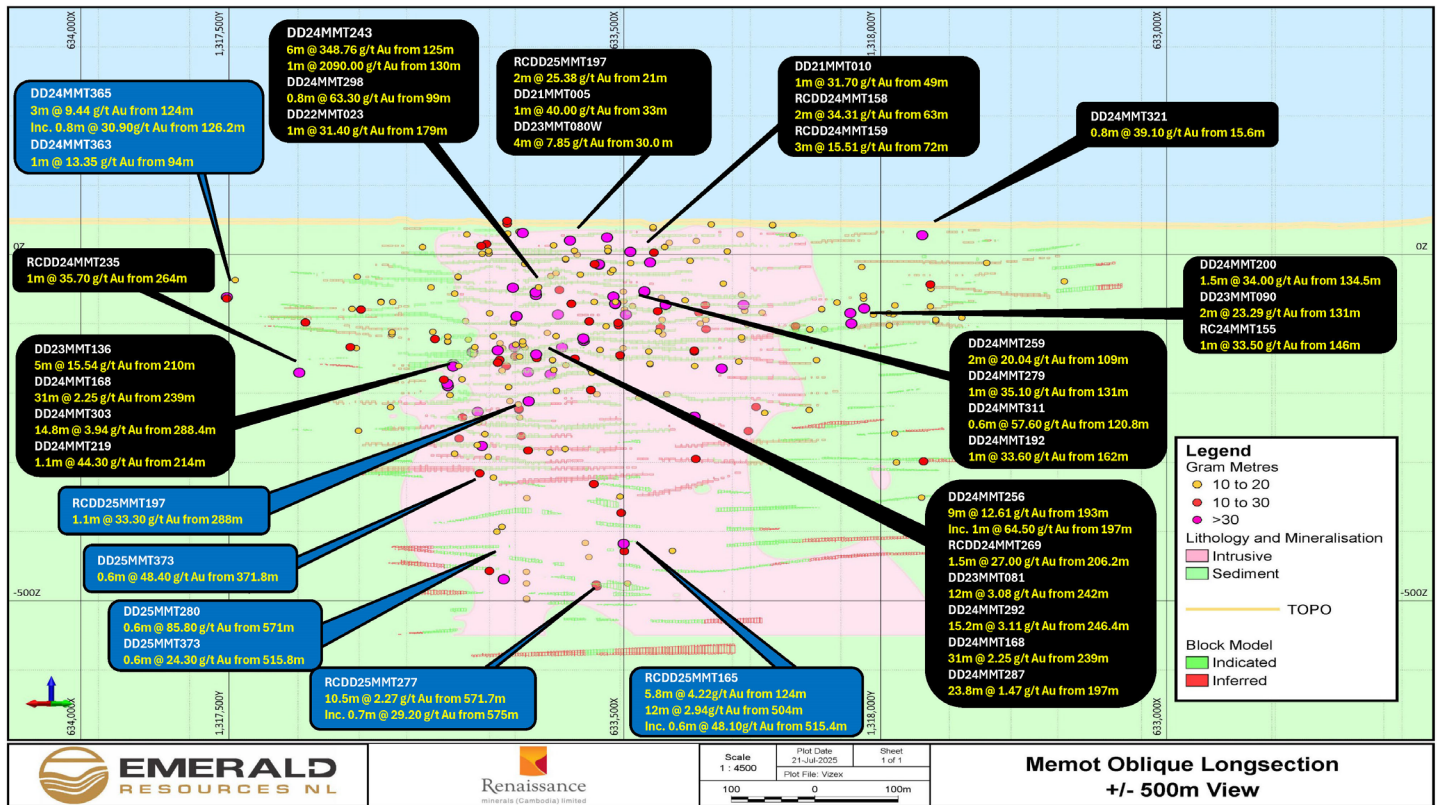 634,000X
1,317,500Y
633,500X
1,318,000Y
633,000X
DD24MMT243
6m @ 348.76 g/t Au from 125m
1m @ 2090.00 g/t Au from 130m
DD24MMT298
0.8m @ 63.30 g/t Au from 99m
DD22MMT023
1m @ 31.40 g/t Au from 179m
RCDD25MMT197
2m @ 25.38 g/t Au from 21m
DD21MMT005
1m @ 40.00 g/t Au from 33m
DD23MMT080W
4m @ 7.85 g/t Au from 30.0 m
DD21MMT010
1m @ 31.70 g/t Au from 49m
RCDD24MMT158
2m @ 34.31 g/t Au from 63m
RCDD24MMT159
3m @ 15.51 g/t Au from 72m
DD24MMT321
0.8m @ 39.10 g/t Au from 15.6m
DD24MMT365
3m @ 9.44 g/t Au from 124m
Inc. 0.8m @ 30.90g/t Au from 126.2m
DD24MMT363
1m @ 13.35 g/t Au from 94m
0Z
0Z
RCDD24MMT235
1m @ 35.70 g/t Au from 264m
DD24MMT200
1.5m @ 34.00 g/t Au from 134.5m
DD23MMT090
2m @ 23.29 g/t Au from 131m
RC24MMT155
1m @ 33.50 g/t Au from 146m
DD23MMT136
5m @ 15.54 g/t Au from 210m
DD24MMT168
31m @ 2.25 g/t Au from 239m
DD24MMT303
14.8m @ 3.94 g/t Au from 288.4m
DD24MMT219
1.1m @ 44.30 g/t Au from 214m
DD24MMT259
2m @ 20.04 g/t Au from 109m
DD24MMT279
1m @ 35.10 g/t Au from 131m
DD24MMT311
0.6m @ 57.60 g/t Au from 120.8m
DD24MMT192
1m @ 33.60 g/t Au from 162m
RCDD25MMT197
1.1m @ 33.30 g/t Au from 288m
DD25MMT373
0.6m @ 48.40 g/t Au from 371.8m
DD25MMT280
0.6m @ 85.80 g/t Au from 571m
DD25MMT373
0.6m @ 24.30 g/t Au from 515.8m
RCDD25MMT277
10.5m @ 2.27 g/t Au from 571.7m
Inc. 0.7m @ 29.20 g/t Au from 575m
RCDD25MMT165
5.8m @ 4.22g/t Au from 124m
12m @ 2.94g/t Au from 504m
Inc. 0.6m @ 48.10g/t Au from 515.4m
DD24MMT256
9m @ 12.61 g/t Au from 193m
Inc. 1m @ 64.50 g/t Au from 197m
RCDD24MMT269
1.5m @ 27.00 g/t Au from 206.2m
DD23MMT081
12m @ 3.08 g/t Au from 242m
DD24MMT292
15.2m @ 3.11 g/t Au from 246.4m
DD24MMT168
31m @ 2.25 g/t Au from 239m
DD24MMT287
23.8m @ 1.47 g/t Au from 197m
Legend
Gram Metres
10 to 20
10 to 30
>30
Lithology and Mineralisation
Intrusive
Sediment
TOPO
Block Model
Indicated
Inferred
-500Z
-500Z
634,000X
1,317,500Y
633,500X
1,318,000Y
633,000X
EMERALD
RESOURCES NL
Renaissance
minerals (Cambodia) limited
Scale
1 : 4500
Plot Date
21-Jul-2025
Sheet
1 of 1
Plot File: Vizex
100
0
100m
Memot Oblique Longsection
+/- 500m View